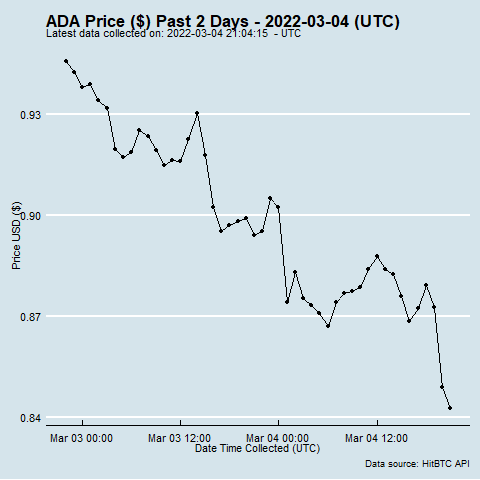 ADA Price ($) Past 2 Days - 2022-03-04 (UTC)
Latest data collected on: 2022-03-04 21:04:15 - UTC
0.93
0.90
0.87
0.84
Price USD ($)
Mar 03 00:00
Mar 03 12:00
Mar 04 00:00
Mar 04 12:00
Date Time Collected (UTC)
Data source: HitBTC API